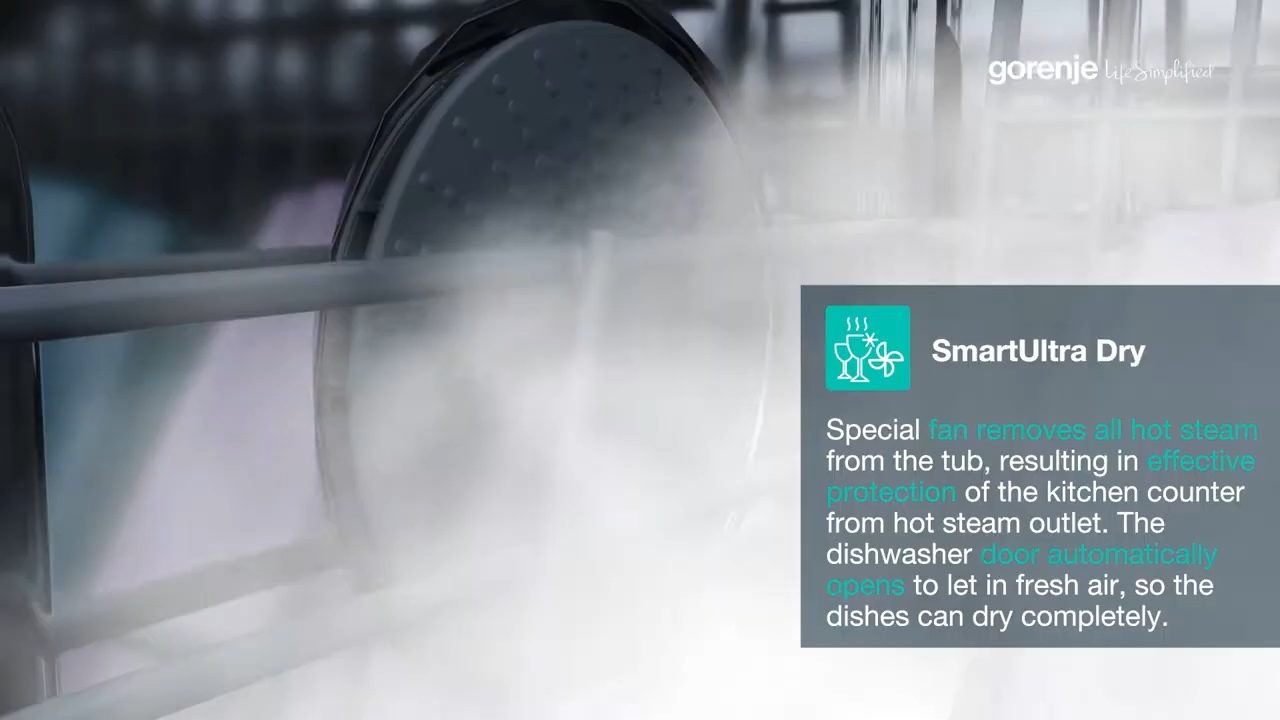 gorenje Life Simplified
SmartUltra Dry
Special fan removes all hot steam
from the tub, resulting in effective
protection of the kitchen counter
from hot steam outlet. The
dishwasher door automatically
opens to let in fresh air, so the
dishes can dry completely.